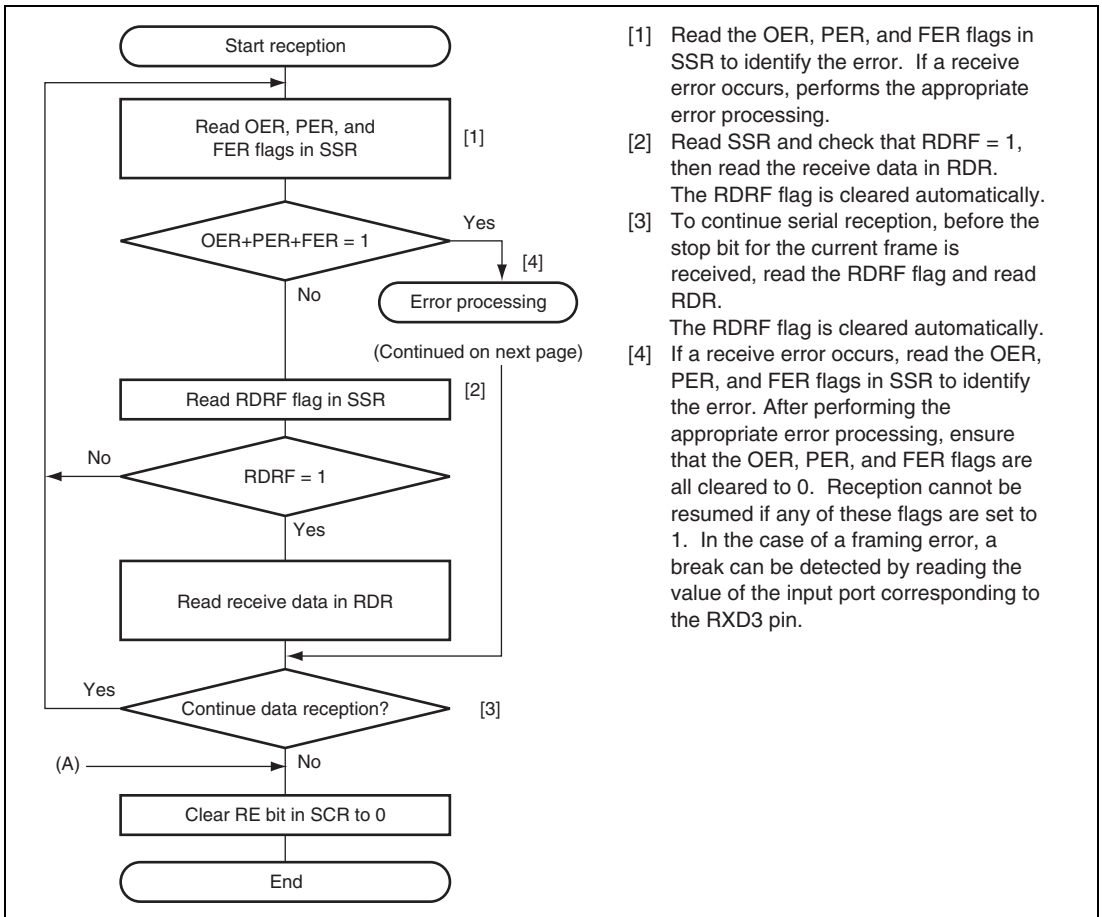 Start reception
Read OER, PER, and
FER flags in SSR
[1]
OER+PER+FER = 1
Yes
[4]
No
Error processing
(Continued on next page)
Read RDRF flag in SSR
[2]
No
RDRF = 1
Yes
Read receive data in RDR
Yes
Continue data reception?
[3]
(A)
No
Clear RE bit in SCR to 0
End
[1] Read the OER, PER, and FER flags in
SSR to identify the error. If a receive
error occurs, performs the appropriate
error processing.
[2] Read SSR and check that RDRF = 1,
then read the receive data in RDR.
The RDRF flag is cleared automatically.
[3] To continue serial reception, before the
stop bit for the current frame is
received, read the RDRF flag and read
RDR.
The RDRF flag is cleared automatically.
[4] If a receive error occurs, read the OER,
PER, and FER flags in SSR to identify
the error. After performing the
appropriate error processing, ensure
that the OER, PER, and FER flags are
all cleared to 0. Reception cannot be
resumed if any of these flags are set to
1. In the case of a framing error, a
break can be detected by reading the
value of the input port corresponding to
the RXD3 pin.